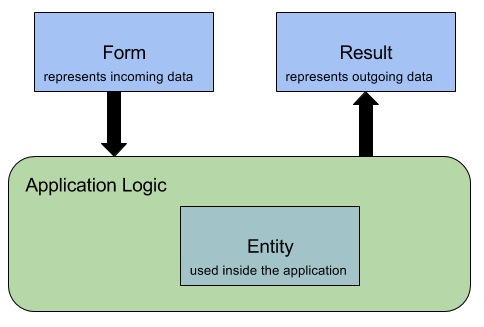 Form
represents incoming data
Result
represents outgoing data
Application Logic
Entity
used inside the application